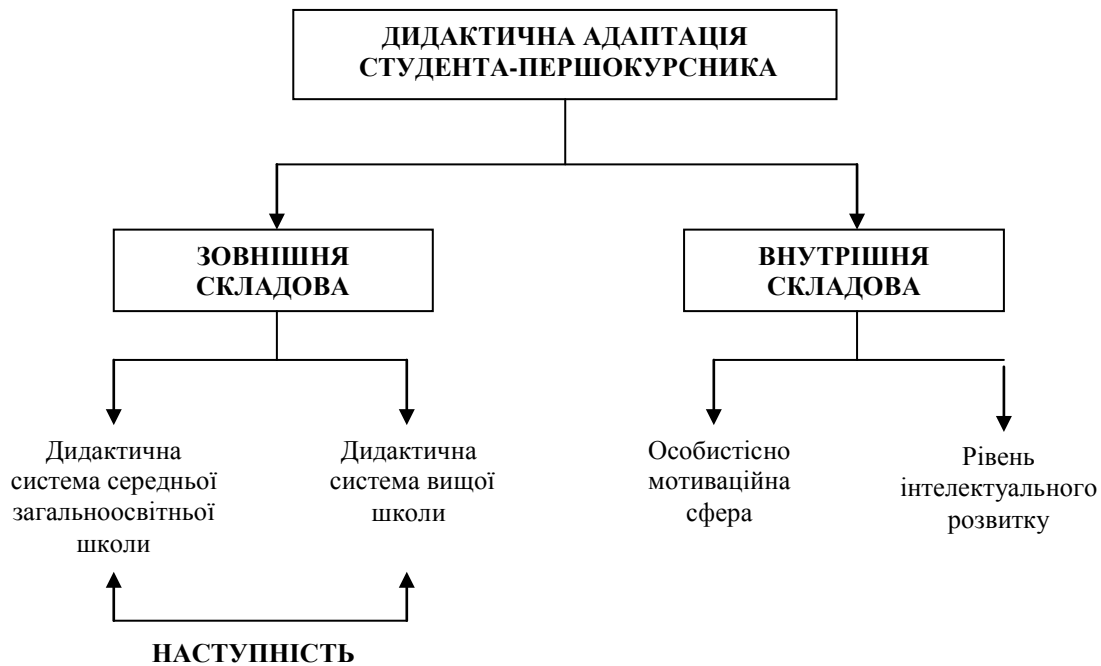 ДИДАКТИЧНА АДАПТАЦІЯ
СТУДЕНТА-ПЕРШОКУРСНИКА
ЗОВНІШНЯ
СКЛАДОВА
ВНУТРІШНЯ
СКЛАДОВА
Дидактична
система середньої
загальноосвітньої
школи
Дидактична
система вищої
школи
Особистісно
мотиваційна
сфера
Рівень
інтелектуального
розвитку
НАСТУПНІСТЬ